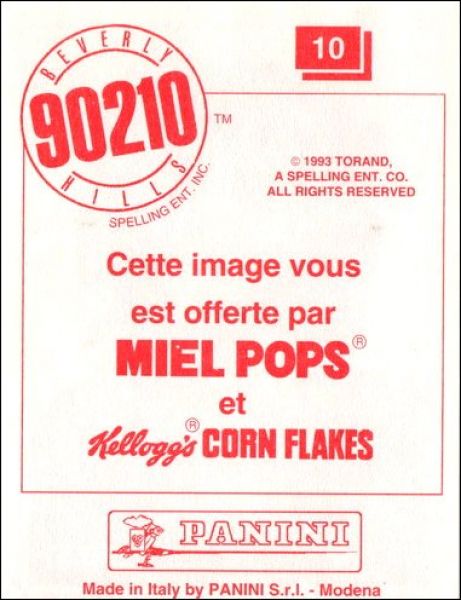 BEVERLY
90210
HILLS
TM
SPELLING ENT. INC.
10
© 1993 TORAND,
A SPELLING ENT. CO.
ALL RIGHTS RESERVED
Cette image vous
est offerte par
MIEL POPS®
et
Kellogg's® CORN FLAKES
PANINI
Made in Italy by PANINI S.r.l. - Modena